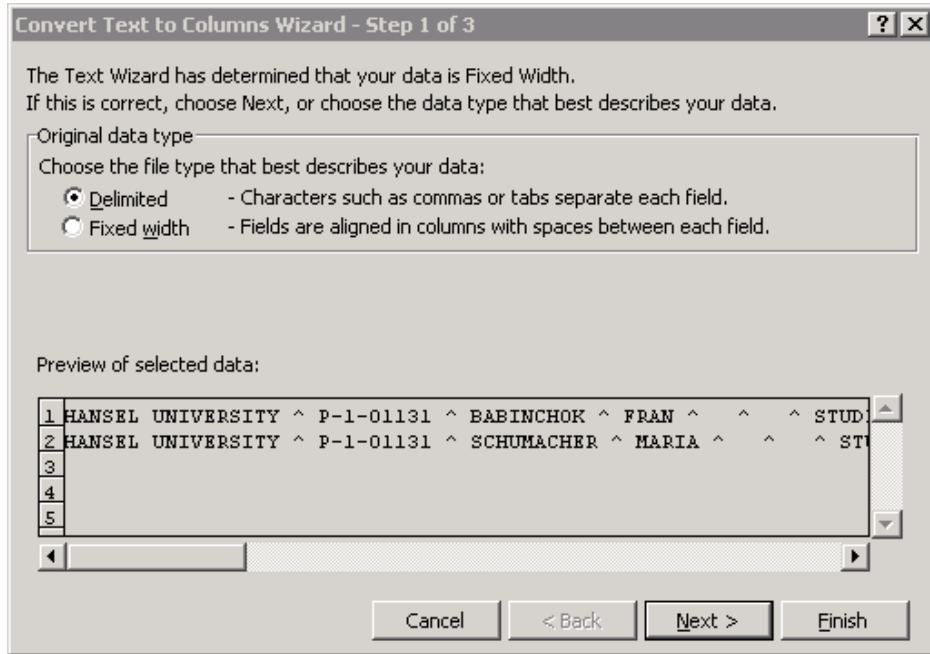 Convert Text to Columns Wizard - Step 1 of 3
The Text Wizard has determined that your data is Fixed Width.
If this is correct, choose Next, or choose the data type that best describes your data.
Original data type
Choose the file type that best describes your data:
Delimited - Characters such as commas or tabs separate each field.
Fixed width - Fields are aligned in columns with spaces between each field.
Preview of selected data:
1 HANSEL UNIVERSITY ^ P-1-01131 ^ BABINCHOK ^ FRAN ^ ^ ^ STUD
2 HANSEL UNIVERSITY ^ P-1-01131 ^ SCHUMACHER ^ MARIA ^ ^ ^ STU
3
4
5
Cancel < Back Next > Finish